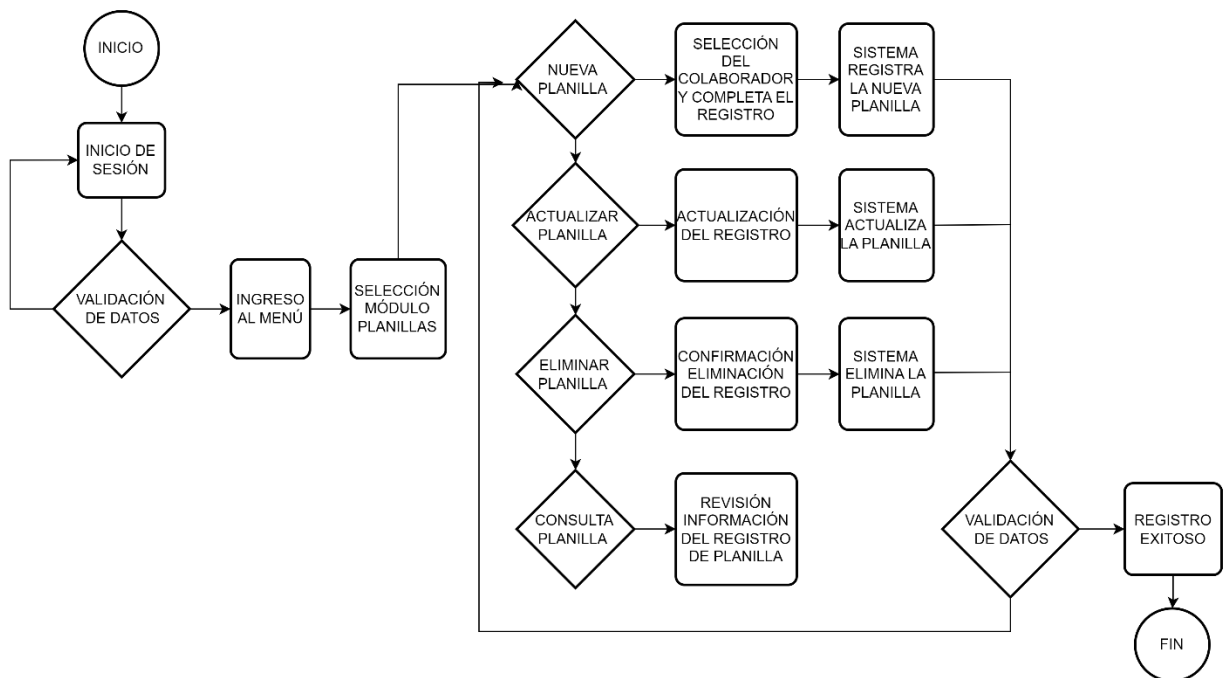 INICIO
INICIO DE
SESIÓN
VALIDACIÓN
DE DATOS
INGRESO
AL MENÚ
SELECCIÓN
MÓDULO
PLANILLAS
NUEVA
PLANILLA
SELECCIÓN
DEL
COLABORADOR
Y COMPLETA EL
REGISTRO
SISTEMA
REGISTRA
LA NUEVA
PLANILLA
ACTUALIZAR
PLANILLA
ACTUALIZACIÓN
DEL REGISTRO
SISTEMA
ACTUALIZA
LA PLANILLA
ELIMINAR
PLANILLA
CONFIRMACIÓN
ELIMINACIÓN
DEL REGISTRO
SISTEMA
ELIMINA LA
PLANILLA
CONSULTA
PLANILLA
REVISIÓN
INFORMACIÓN
DEL REGISTRO
DE PLANILLA
VALIDACIÓN
DE DATOS
REGISTRO
EXITOSO
FIN